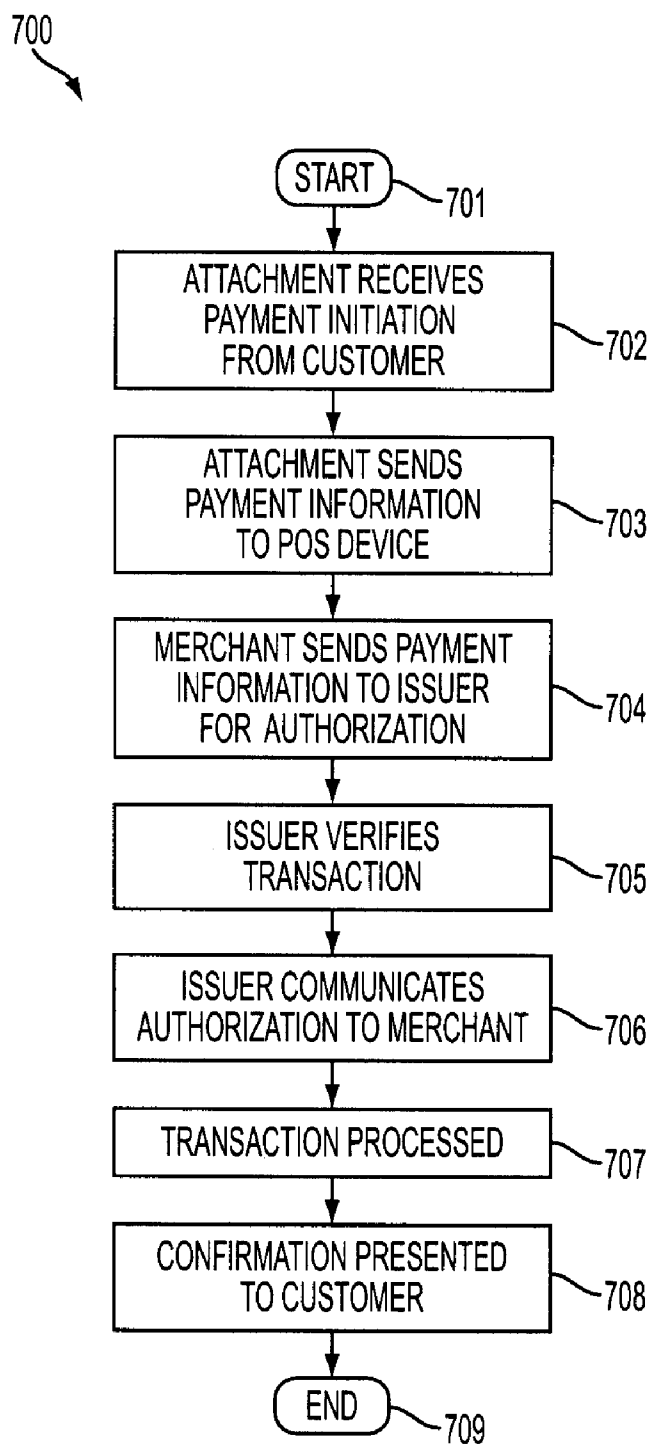 700
START
701
ATTACHMENT RECEIVES
PAYMENT INITIATION
FROM CUSTOMER
702
ATTACHMENT SENDS
PAYMENT INFORMATION
TO POS DEVICE
703
MERCHANT SENDS PAYMENT
INFORMATION TO ISSUER
FOR AUTHORIZATION
704
ISSUER VERIFIES
TRANSACTION
705
ISSUER COMMUNICATES
AUTHORIZATION TO MERCHANT
706
TRANSACTION PROCESSED
707
CONFIRMATION PRESENTED
TO CUSTOMER
708
END
709